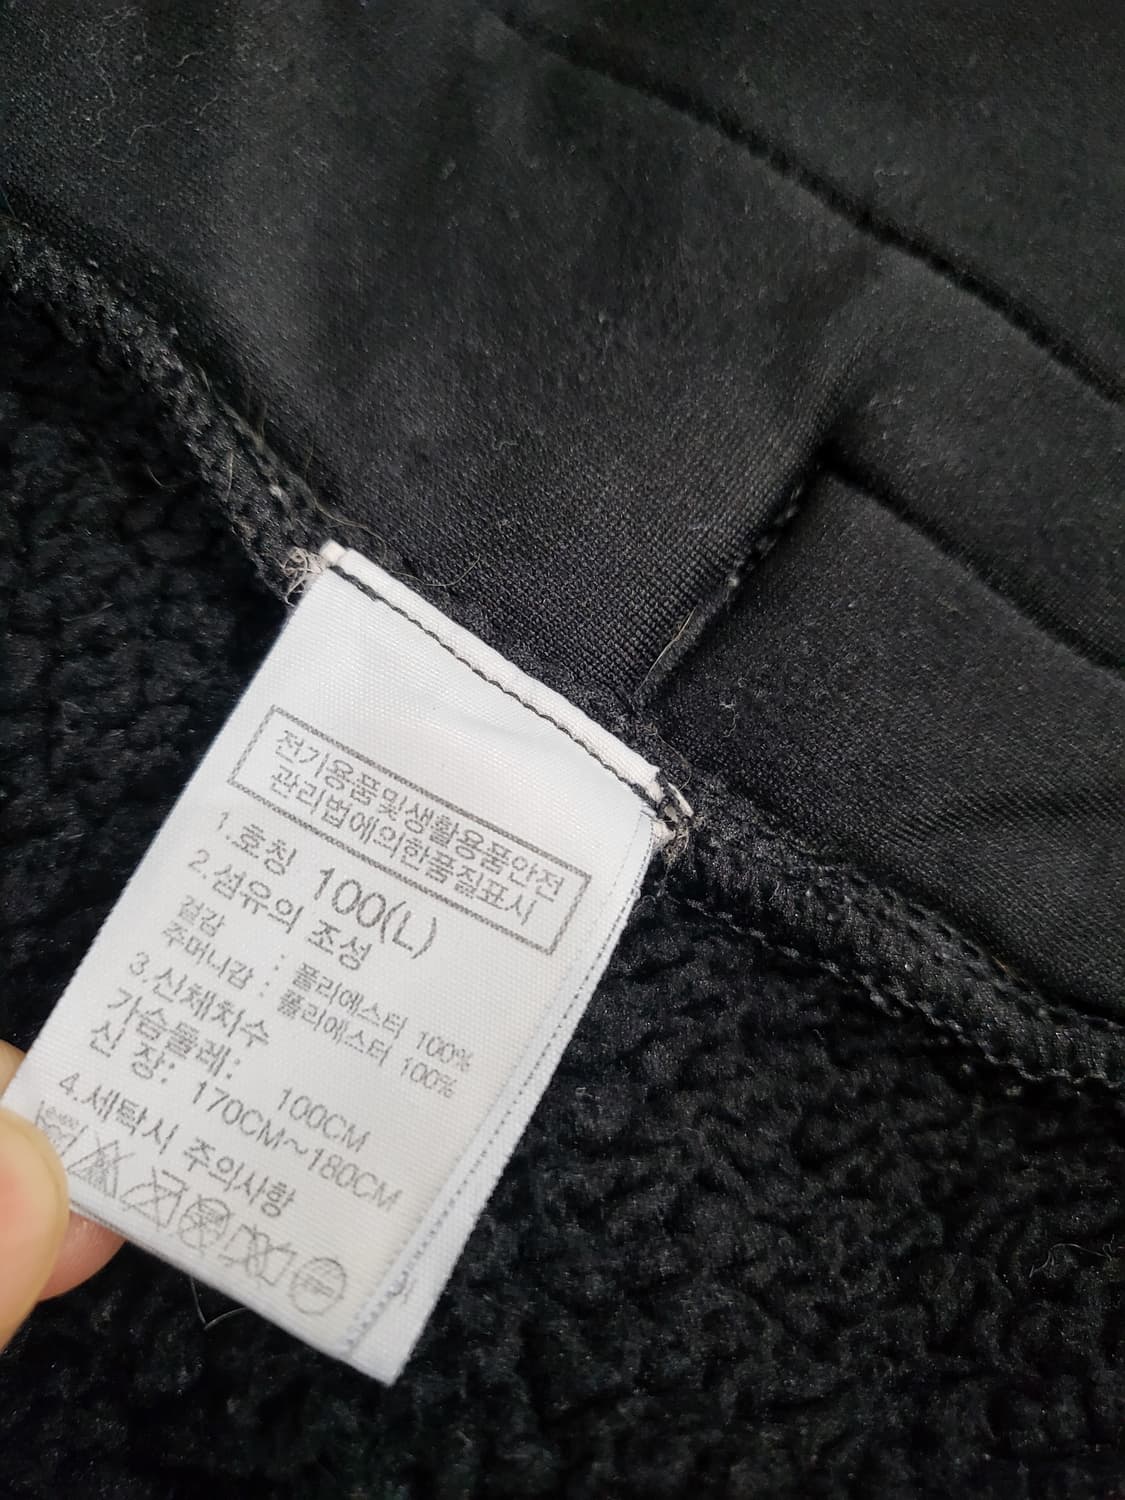 전기용품및생활용품안전
관리법에의한품질표시
1.호칭 100(L)
2.섬유의 조성
겉감 : 폴리에스터 100%
주머니감 : 폴리에스터 100%
3.신체치수
가슴둘레: 100CM
신 장: 170CM~180CM
4.세탁시 주의사항